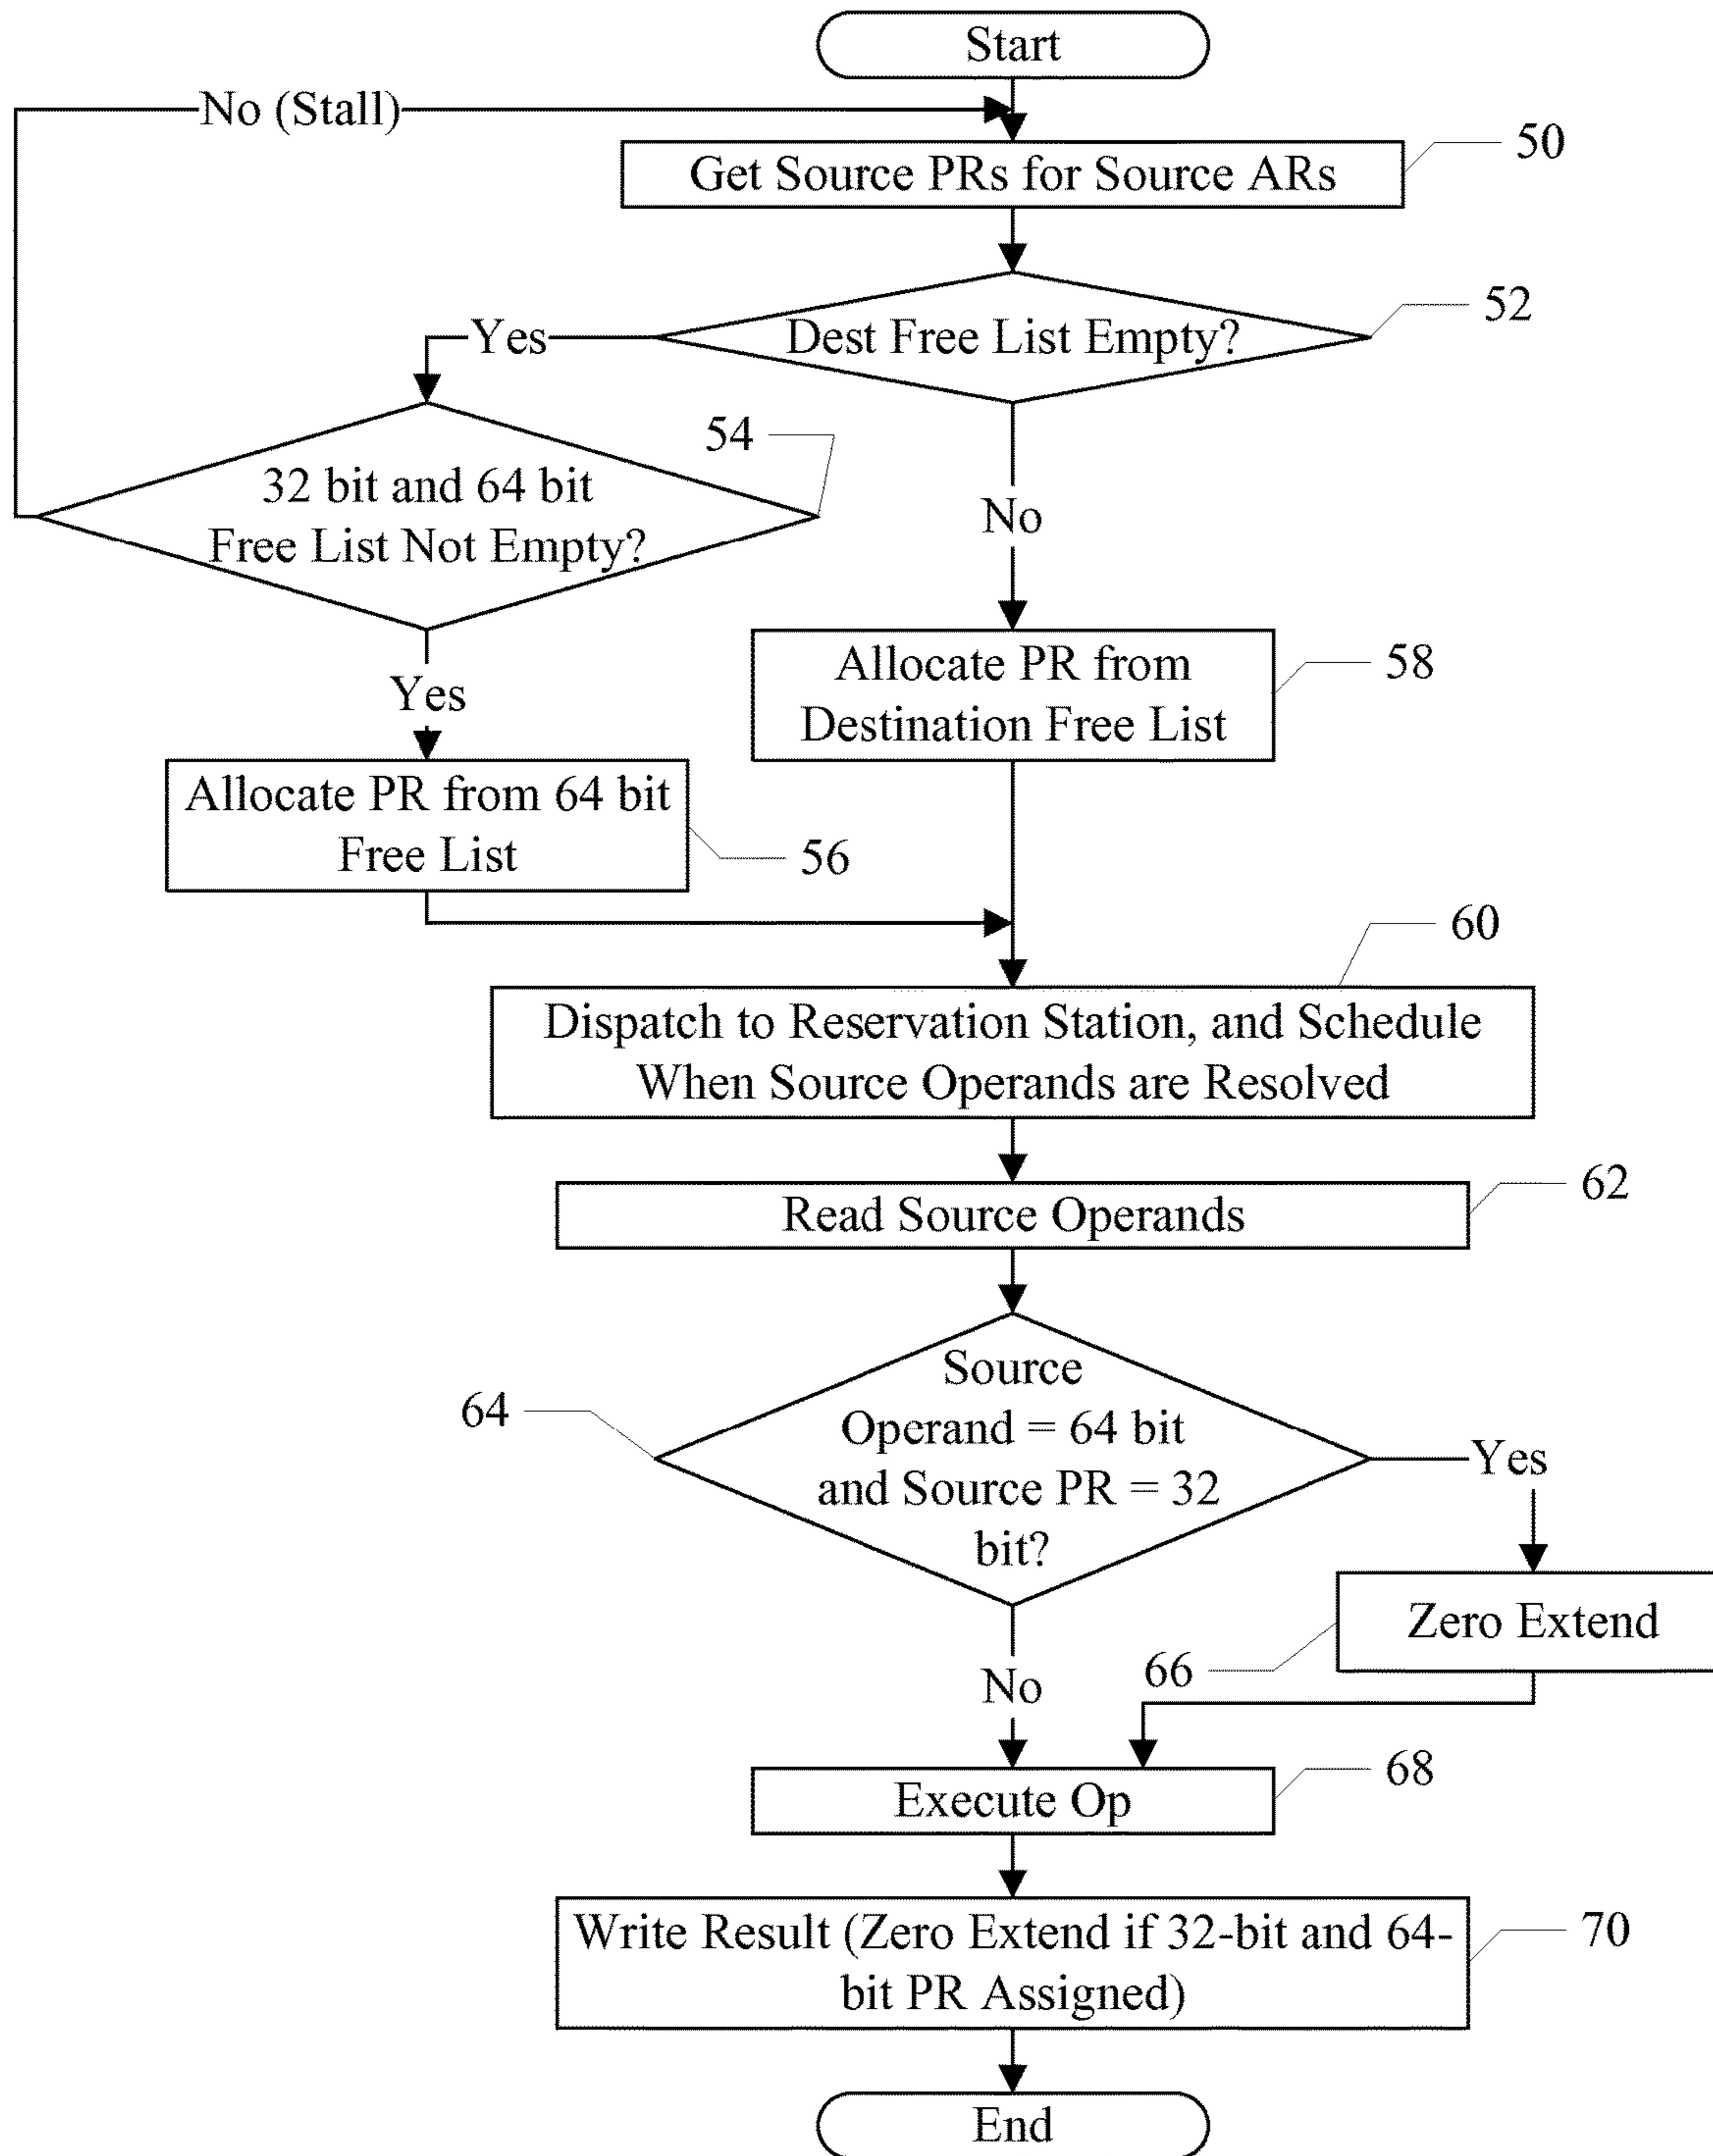 Start
No (Stall)
50
Get Source PRs for Source ARs
52
Yes
Dest Free List Empty?
54
32 bit and 64 bit
Free List Not Empty?
No
Yes
Allocate PR from
Destination Free List
58
Allocate PR from 64 bit
Free List
56
60
Dispatch to Reservation Station, and Schedule
When Source Operands are Resolved
62
Read Source Operands
64
Source
Operand = 64 bit
and Source PR = 32
bit?
Yes
Zero Extend
66
No
68
Execute Op
Write Result (Zero Extend if 32-bit and 64-
bit PR Assigned)
70
End